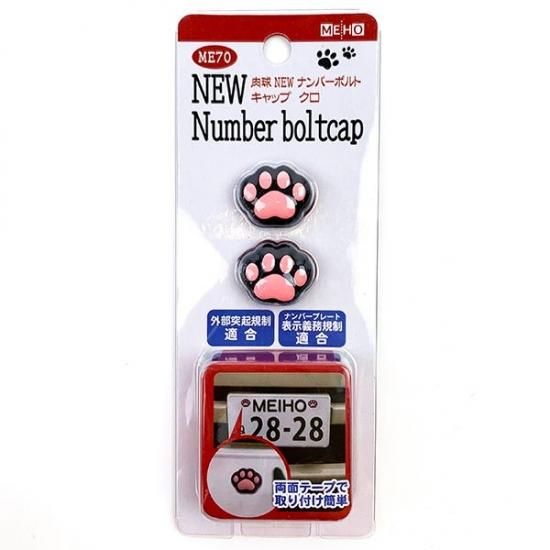 MEIHO
ME70
NEW
肉球 NEW ナンバーボルト
キャップ クロ
Number boltcap
外部突起規制
適合
ナンバープレート
表示義務規制
適合
MEIHO
28-28
両面テープで
取り付け簡単